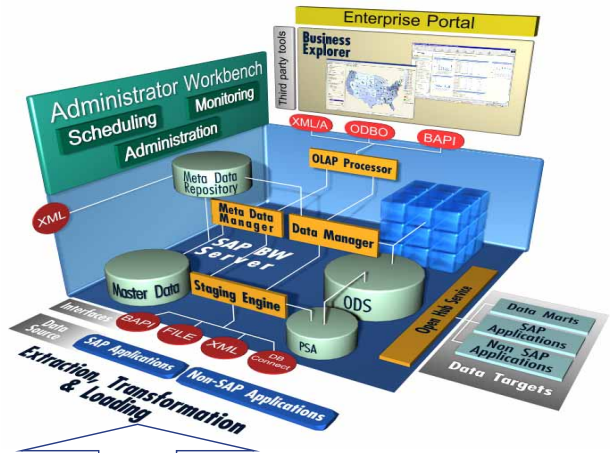 Enterprise Portal
Third party tools
Business
Explorer
Administrator Workbench
Scheduling
Monitoring
Administration
XML/A
ODBO
BAPI
OLAP Processor
Meta Data
Repository
XML
Meta Data
Manager
Data Manager
SAP BW
Server
Master Data
Staging Engine
ODS
PSA
Open Hub Service
Interfaces
BAPI
FILE
XML
DB
Connect
Data
Source
SAP Applications
Non-SAP Applications
Extraction, Transformation
& Loading
Data Marts
SAP
Applications
Non SAP
Applications
Data Targets